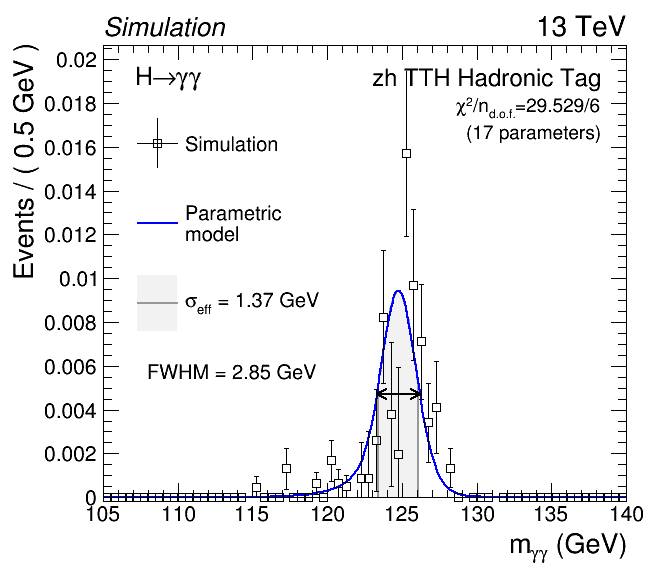 Simulation 13 TeV
H→γγ
zh TTH Hadronic Tag
χ²/n_d.o.f.=29.529/6
(17 parameters)
Simulation
Parametric
model
σ_eff = 1.37 GeV
FWHM = 2.85 GeV
Events / ( 0.5 GeV )
0.02
0.018
0.016
0.014
0.012
0.01
0.008
0.006
0.004
0.002
0
105 110 115 120 125 130 135 140
m_γγ (GeV)